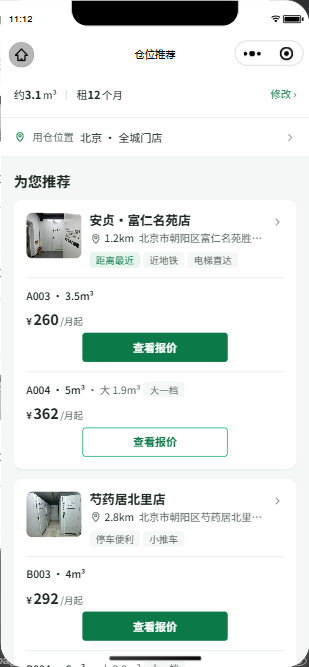 11:12
仓位推荐
约3.1m³ 租12个月 修改 ›
用仓位置 北京 · 全城门店
为您推荐
安贞·富仁名苑店
1.2km 北京市朝阳区富仁名苑胜…
距离最近 近地铁 电梯直达
A003 · 3.5m³
¥260/月起
查看报价
A004 · 5m³ · 大 1.9m³ 大一档
¥362/月起
查看报价
芍药居北里店
2.8km 北京市朝阳区芍药居北里…
停车便利 小推车
B003 · 4m³
¥292/月起
查看报价